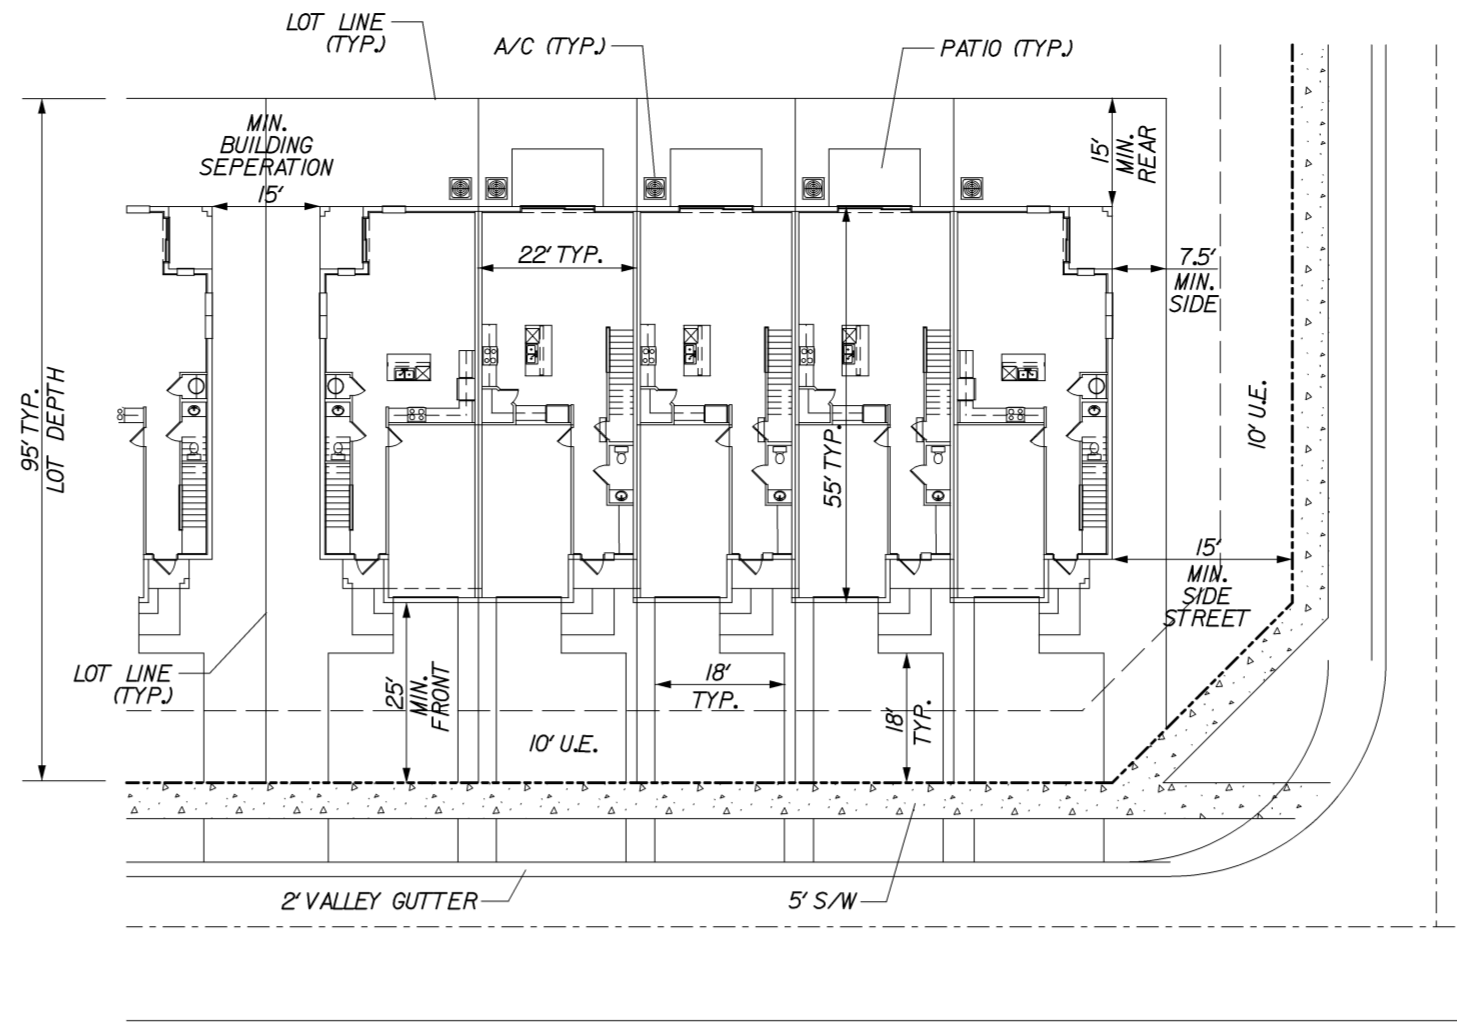 LOT LINE
(TYP.)
A/C (TYP.)
PATIO (TYP.)
MIN.
BUILDING
SEPERATION
15'
15'
MIN.
REAR
22' TYP.
7.5'
MIN.
SIDE
95' TYP.
LOT DEPTH
10' U.E.
55' TYP.
15'
MIN.
SIDE
STREET
LOT LINE
(TYP.)
25'
MIN.
FRONT
18'
TYP.
18'
TYP.
10' U.E.
2' VALLEY GUTTER
5' S/W